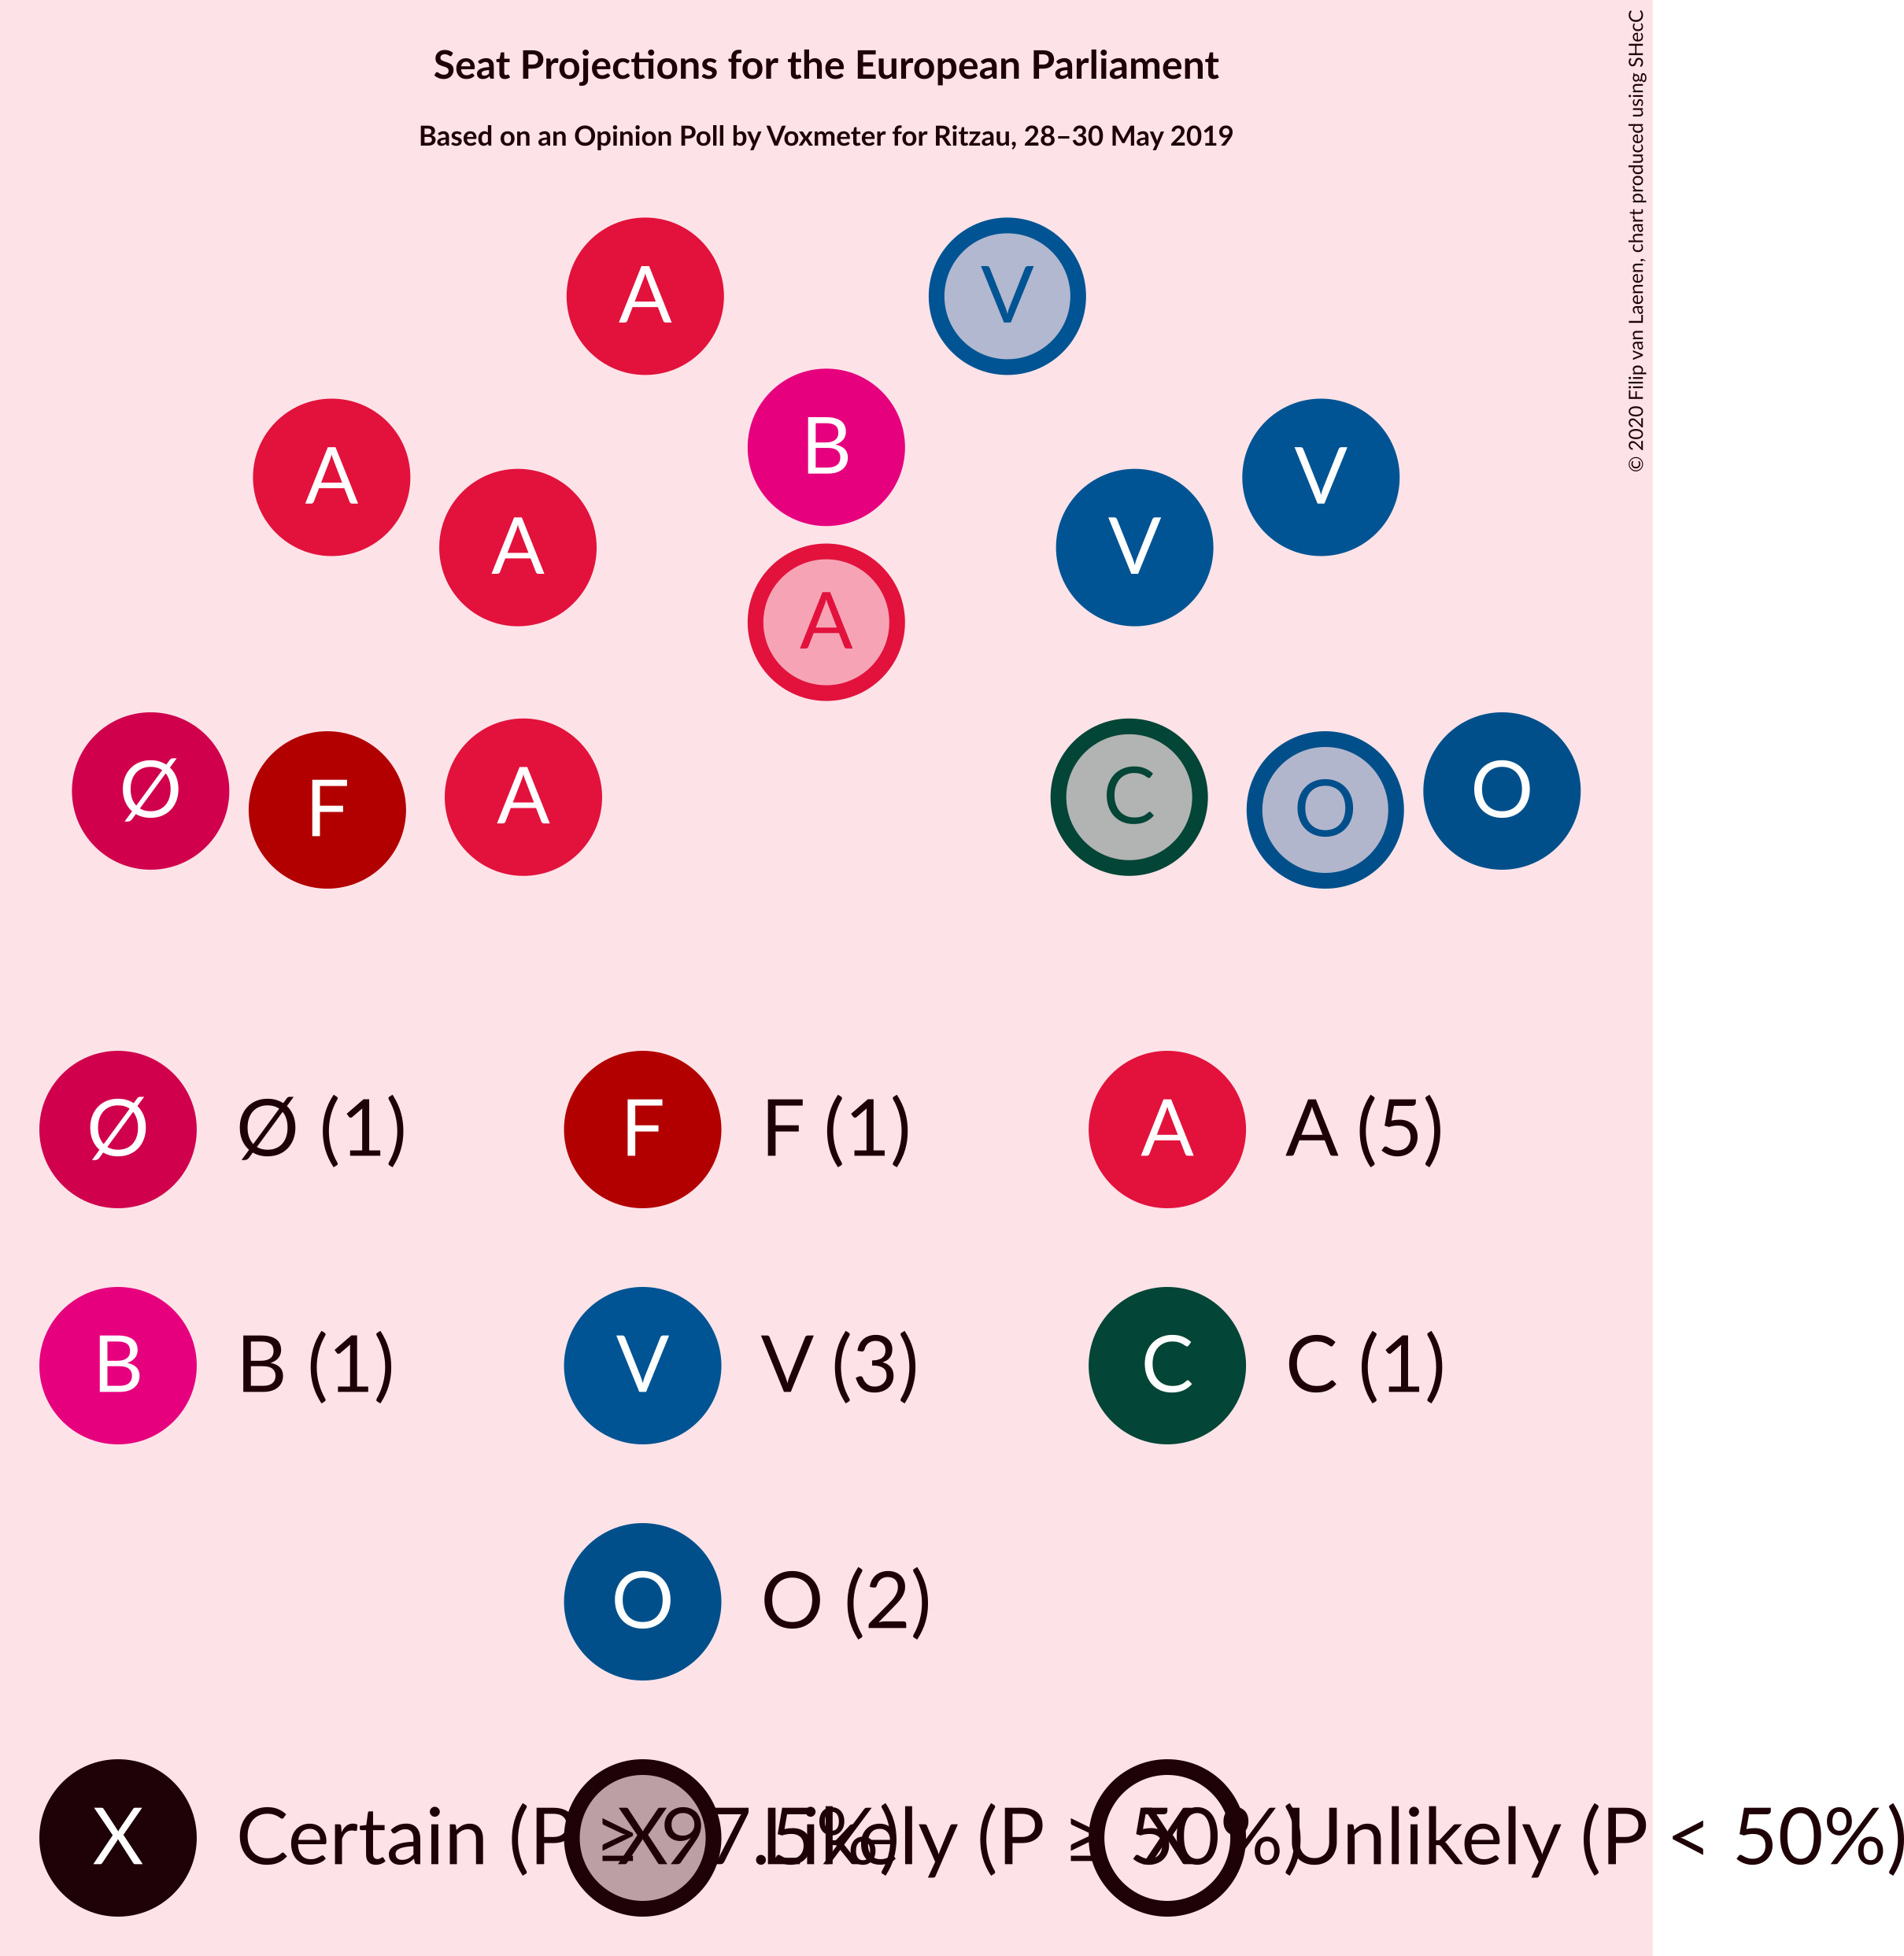 Seat Projections for the European Parliament
Based on an Opinion Poll by Voxmeter for Ritzau, 28–30 May 2019
© 2020 Filip van Laenen, chart produced using SHecC
A V
B
A V
A V
A
Ø F A C O O
Ø Ø (1) F F (1) A A (5)
B B (1) V V (3) C C (1)
O O (2)
X Certain (P ≥ 97.5%) X Likely (P ≥ 50%) X Unlikely (P < 50%)